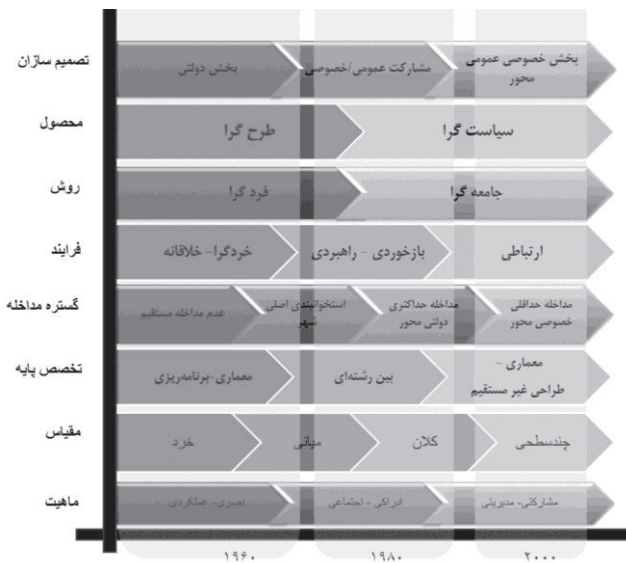 تصمیم سازان
بخش دولتی
مشارکت عمومی/خصوصی
بخش خصوصی عمومی
محور
محصول
طرح گرا
سیاست گرا
روش
فرد گرا
جامعه گرا
فرایند
خردگرا- خلاقانه
بازخوردی - راهبردی
ارتباطی
گستره مداخله
عدم مداخله مستقیم
استخوانبندی اصلی
شهر
مداخله حداکثری
دولتی محور
مداخله حداقلی
خصوصی محور
تخصص پایه
معماری-برنامه‌ریزی
بین رشته‌ای
معماری -
طراحی غیر مستقیم
مقیاس
خرد
میانی
کلان
چندسطحی
ماهیت
بصری- عملکردی
ادراکی - اجتماعی
مشارکتی- مدیریتی
۱۹۶۰
۱۹۸۰
۲۰۰۰